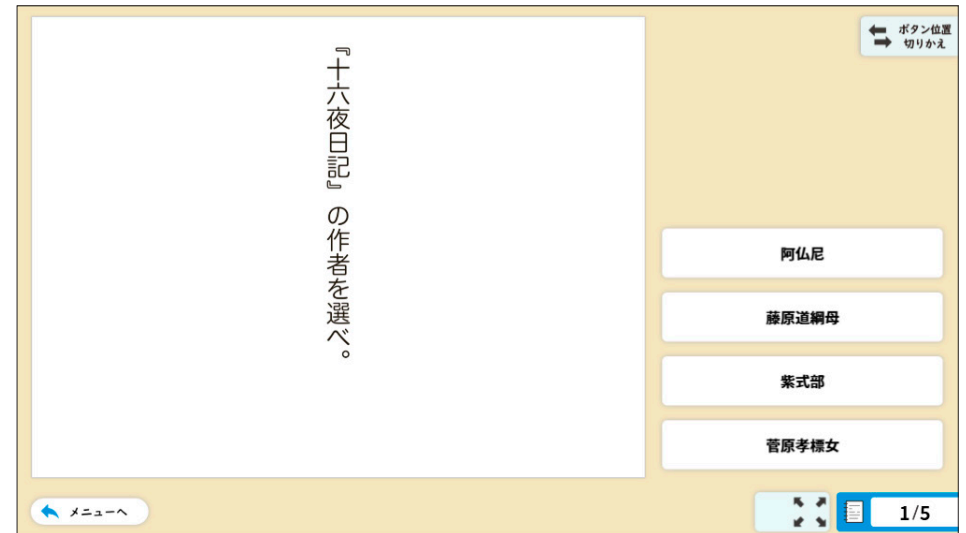 『十六夜日記』の作者を選べ。
ボタン位置
切りかえ
阿仏尼
藤原道綱母
紫式部
菅原孝標女
メニューへ
1/5